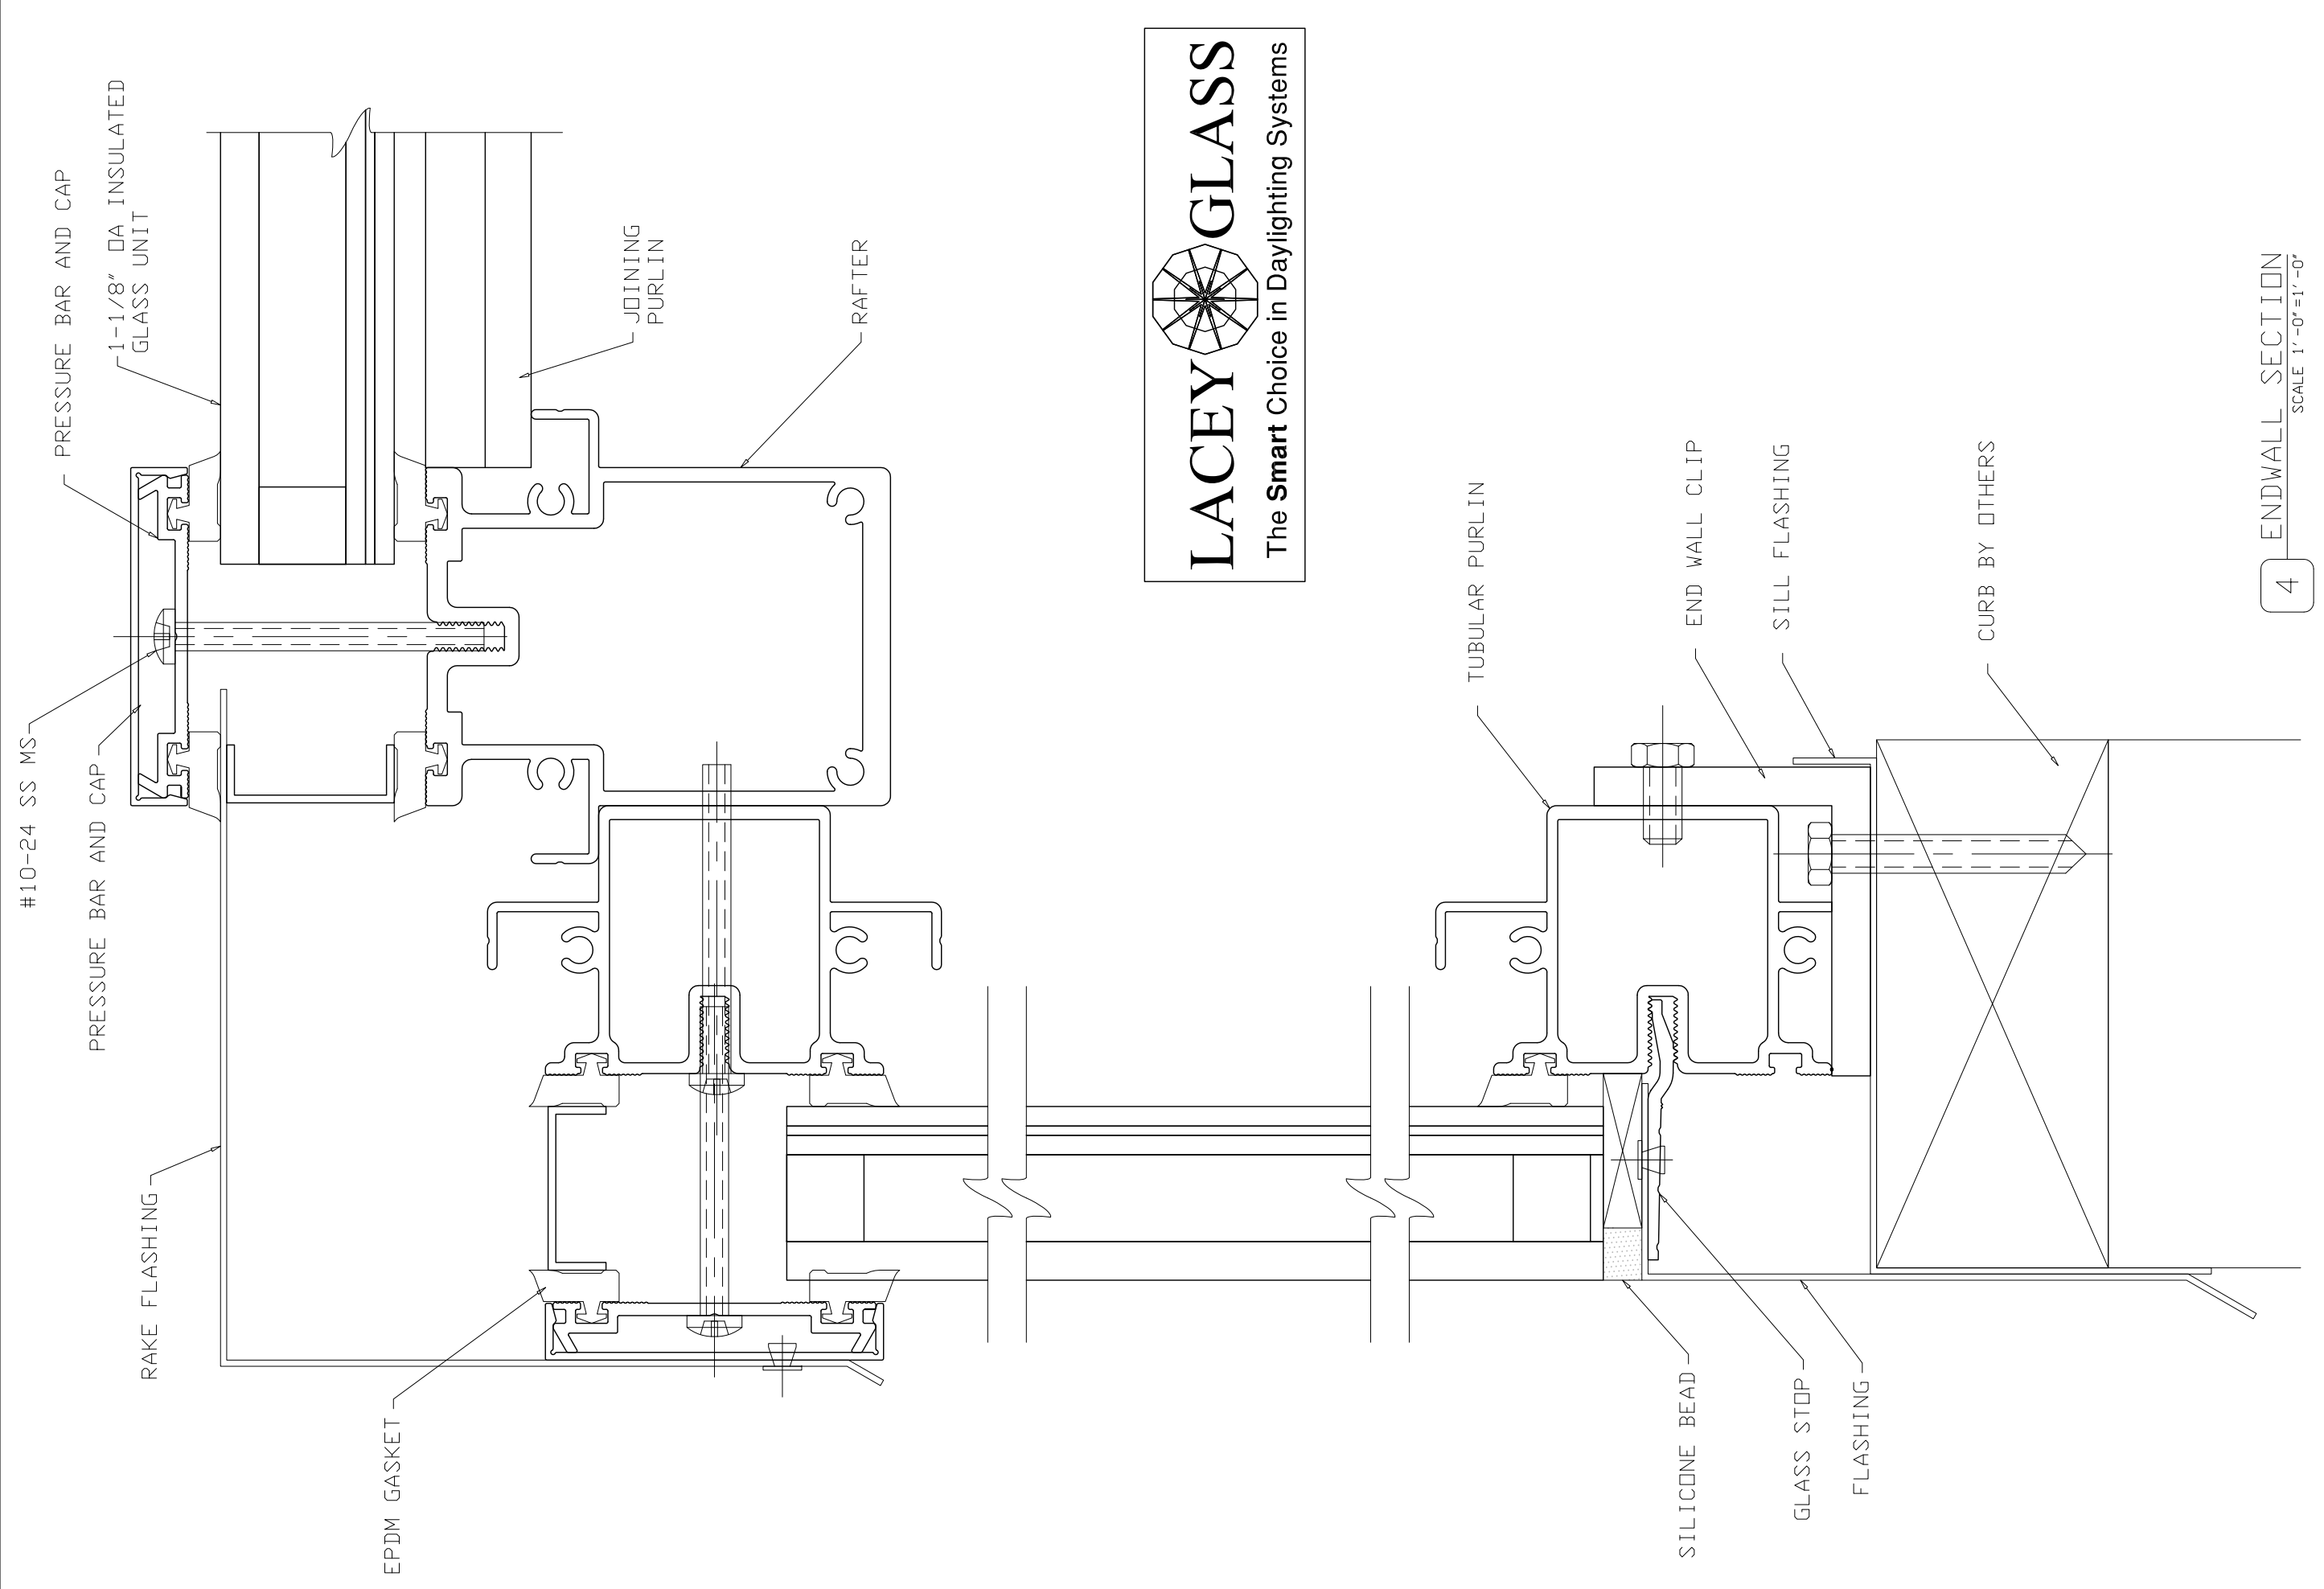 #10-24 SS MS
PRESSURE BAR AND CAP
1-1/8" OA INSULATED
GLASS UNIT
PRESSURE BAR AND CAP
RAKE FLASHING
EPDM GASKET
JOINING
PURLIN
RAFTER
LACEY GLASS
The Smart Choice in Daylighting Systems
TUBULAR PURLIN
END WALL CLIP
SILL FLASHING
CURB BY OTHERS
SILICONE BEAD
GLASS STOP
FLASHING
4
ENDWALL SECTION
SCALE 1'-0"=1'-0"